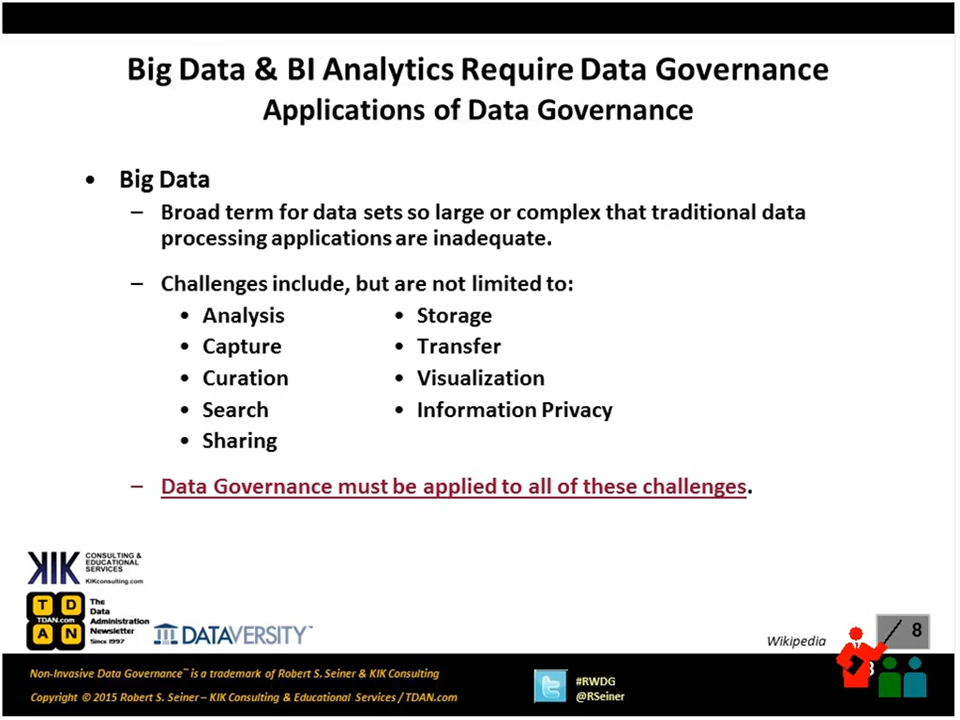 Big Data & BI Analytics Require Data Governance
Applications of Data Governance
• Big Data
– Broad term for data sets so large or complex that traditional data
processing applications are inadequate.
– Challenges include, but are not limited to:
• Analysis
• Capture
• Curation
• Search
• Sharing
• Storage
• Transfer
• Visualization
• Information Privacy
– Data Governance must be applied to all of these challenges.
KIK CONSULTING &
EDUCATIONAL
SERVICES
KIKconsulting.com
T D
TDAN.com
A N
The
Data
Administration
Newsletter
Since 1997
DATAVERSITY™
Wikipedia
8
Non-Invasive Data Governance™ is a trademark of Robert S. Seiner & KIK Consulting
Copyright © 2015 Robert S. Seiner – KIK Consulting & Educational Services / TDAN.com
#RWDG
@RSeiner